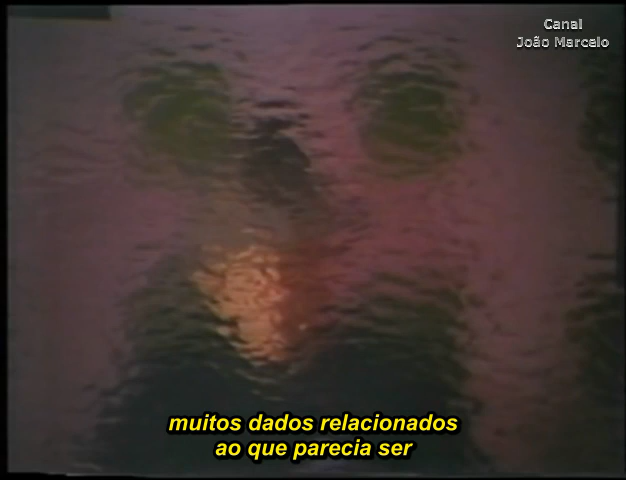 Canal
João Marcelo
muitos dados relacionados
ao que parecia ser